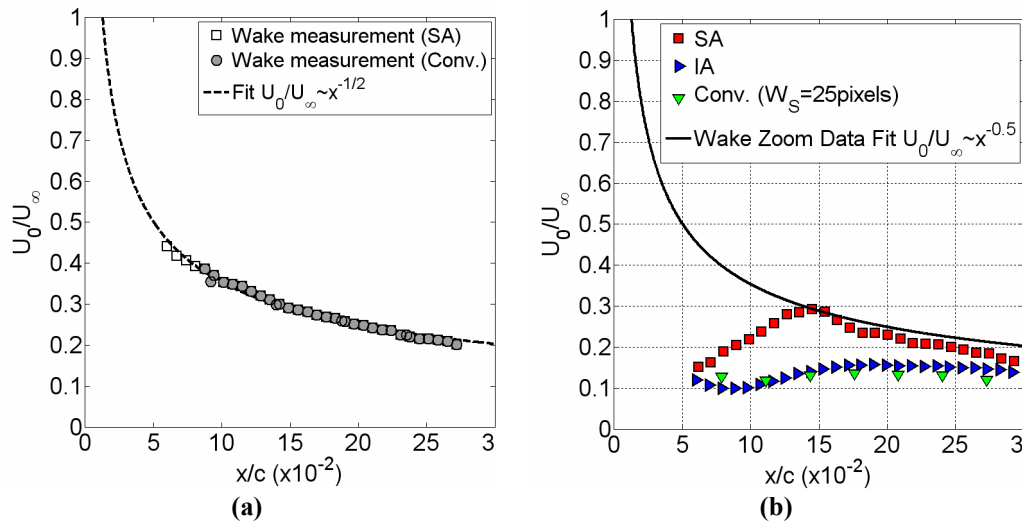 1
0.9
0.8
0.7
0.6
0.5
0.4
0.3
0.2
0.1
0
U₀/U∞
Wake measurement (SA)
Wake measurement (Conv.)
Fit U₀/U∞~x^-1/2
0 5 10 15 20 25 3
x/c (x10^-2)
(a)
1
0.9
0.8
0.7
0.6
0.5
0.4
0.3
0.2
0.1
0
U₀/U∞
SA
IA
Conv. (W_S=25pixels)
Wake Zoom Data Fit U₀/U∞~x^-0.5
0 5 10 15 20 25 3
x/c (x10^-2)
(b)